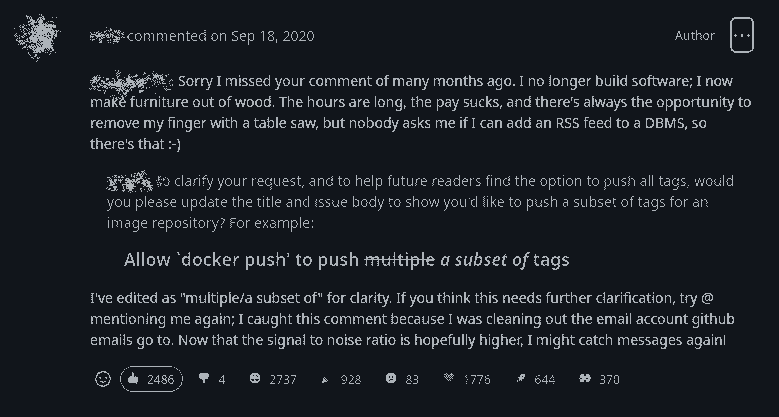 commented on Sep 18, 2020
Author
Sorry I missed your comment of many months ago. I no longer build software; I now
make furniture out of wood. The hours are long, the pay sucks, and there's always the opportunity to
remove my finger with a table saw, but nobody asks me if I can add an RSS feed to a DBMS, so
there's that :-)
to clarify your request, and to help future readers find the option to push all tags, would
you please update the title and issue body to show you'd like to push a subset of tags for an
image repository? For example:
Allow `docker push` to push multiple a subset of tags
I've edited as "multiple/a subset of" for clarity. If you think this needs further clarification, try @
mentioning me again; I caught this comment because I was cleaning out the email account github
emails go to. Now that the signal to noise ratio is hopefully higher, I might catch messages again!
2486 4 2737 928 83 1776 644 370